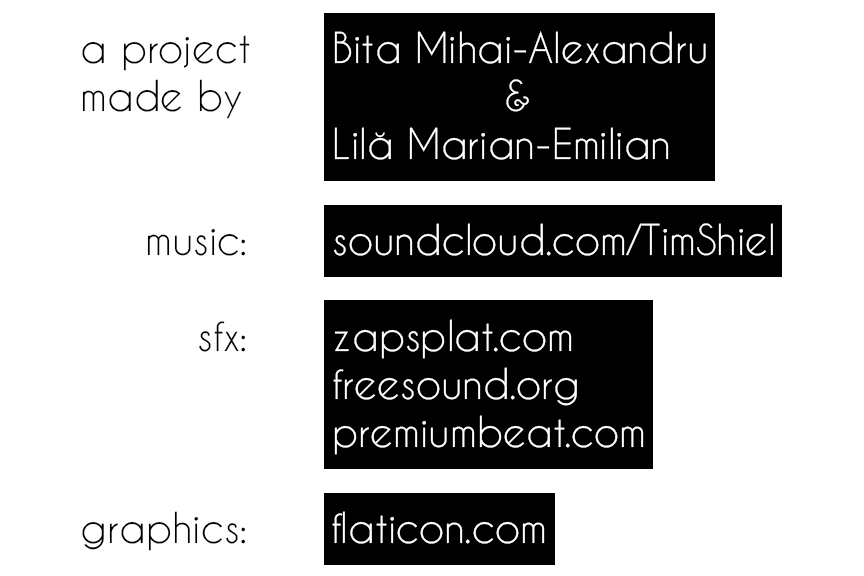 a project Bita Mihai-Alexandru
made by &
Lilă Marian-Emilian
music: soundcloud.com/TimShiel
sfx: zapsplat.com
freesound.org
premiumbeat.com
graphics: flaticon.com